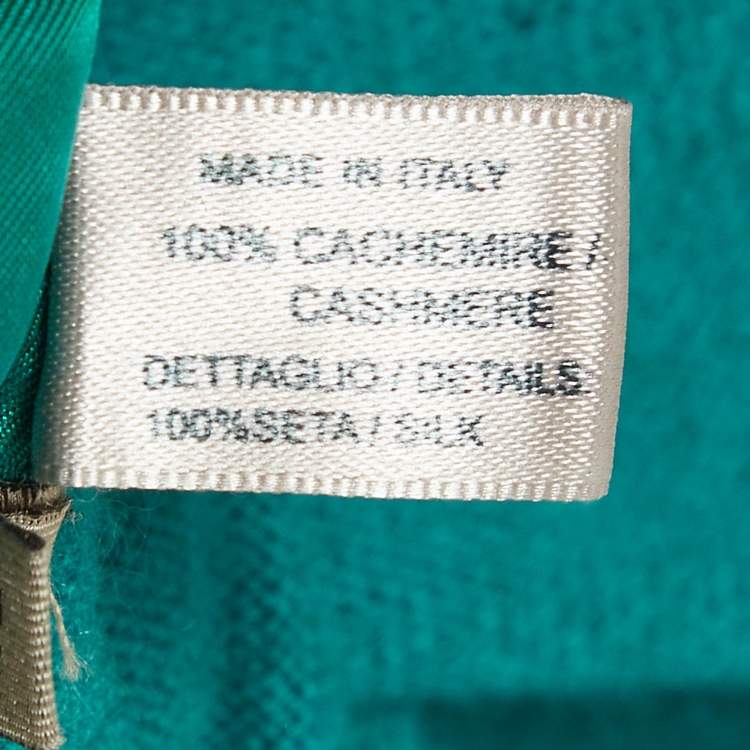 MADE IN ITALY
100% CACHEMIRE /
CASHMERE
DETTAGLIO / DETAILS:
100%SETA / SILK